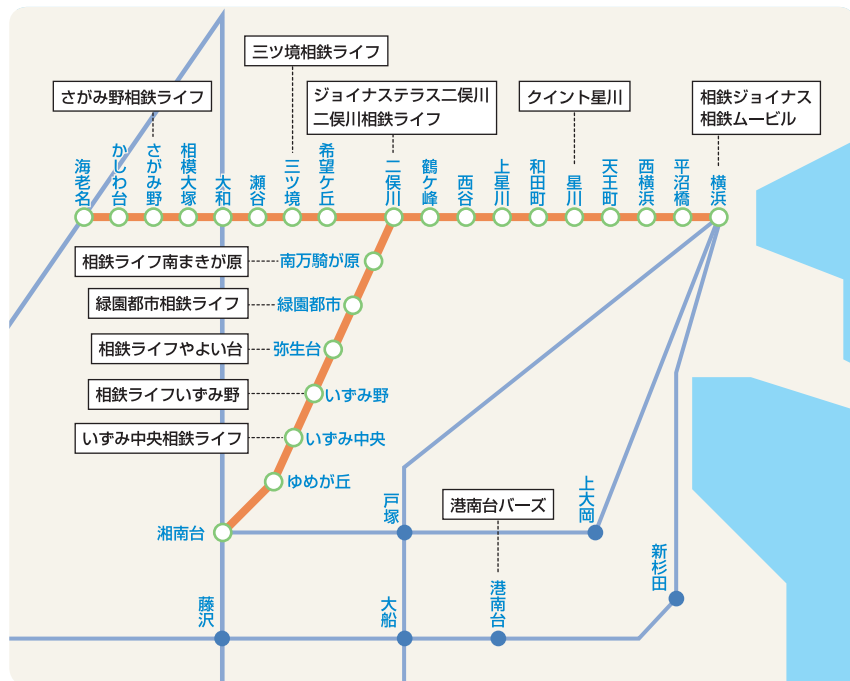 三ツ境相鉄ライフ
さがみ野相鉄ライフ
ジョイナステラス二俣川
二俣川相鉄ライフ
クイント星川
相鉄ジョイナス
相鉄ムービル
海老名
かしわ台
さがみ野
相模大塚
大和
瀬谷
三ツ境
希望ケ丘
二俣川
鶴ケ峰
西谷
上星川
和田町
星川
天王町
西横浜
平沼橋
横浜
相鉄ライフ南まきが原
南万騎が原
緑園都市相鉄ライフ
緑園都市
相鉄ライフやよい台
弥生台
相鉄ライフいずみ野
いずみ野
いずみ中央相鉄ライフ
いずみ中央
ゆめが丘
湘南台
戸塚
港南台バーズ
上大岡
新杉田
藤沢
大船
港南台